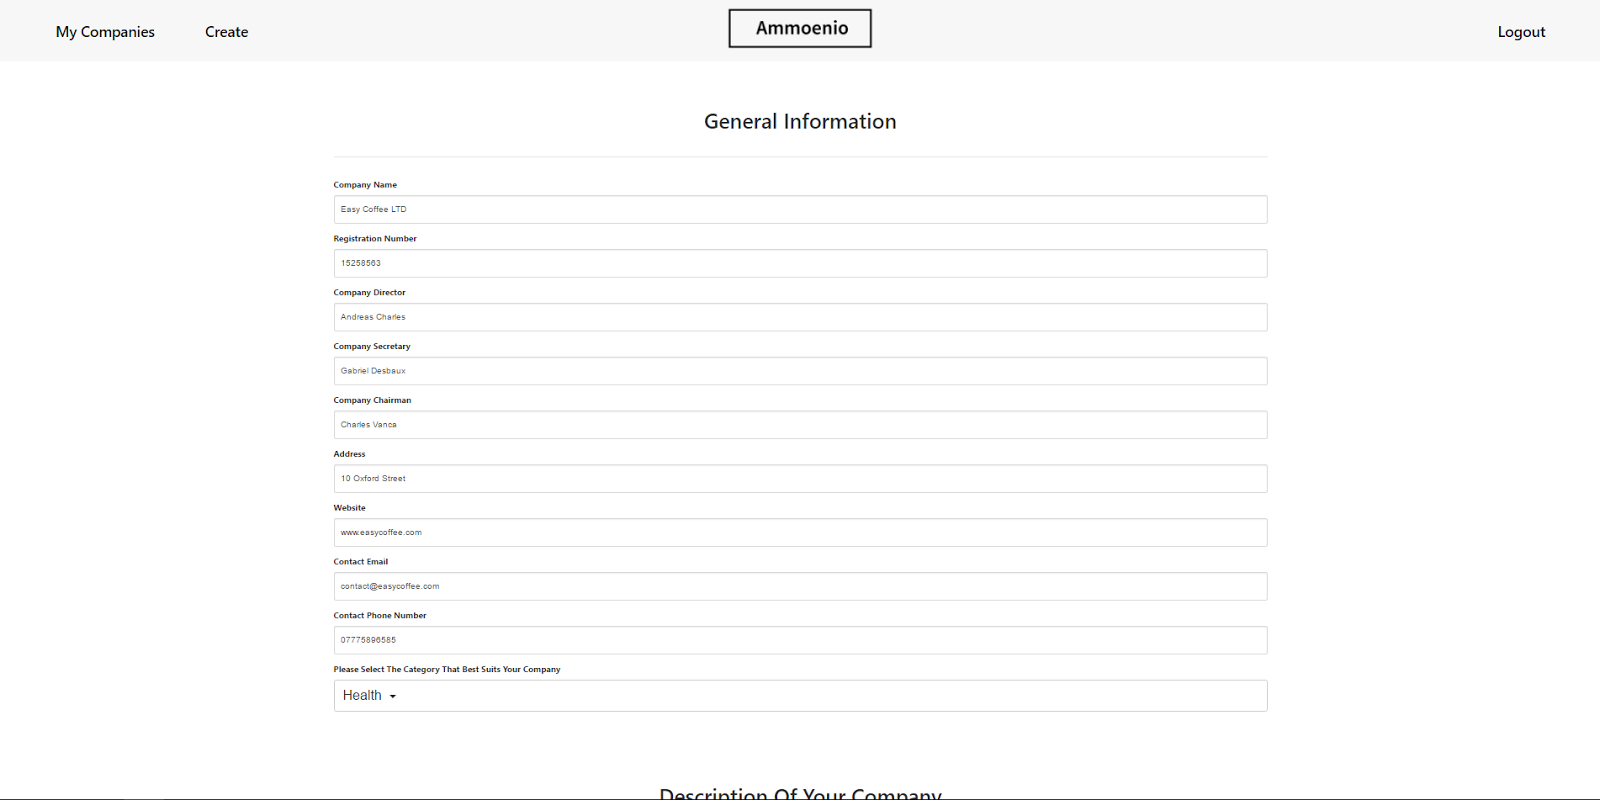 My Companies
Create
Ammoenio
Logout
General Information
Company Name
Easy Coffee LTD
Registration Number
15258563
Company Director
Andreas Charles
Company Secretary
Gabriel Desbaux
Company Chairman
Charles Vanca
Address
10 Oxford Street
Website
www.easycoffee.com
Contact Email
contact@easycoffee.com
Contact Phone Number
07775896585
Please Select The Category That Best Suits Your Company
Health
Description Of Your Company